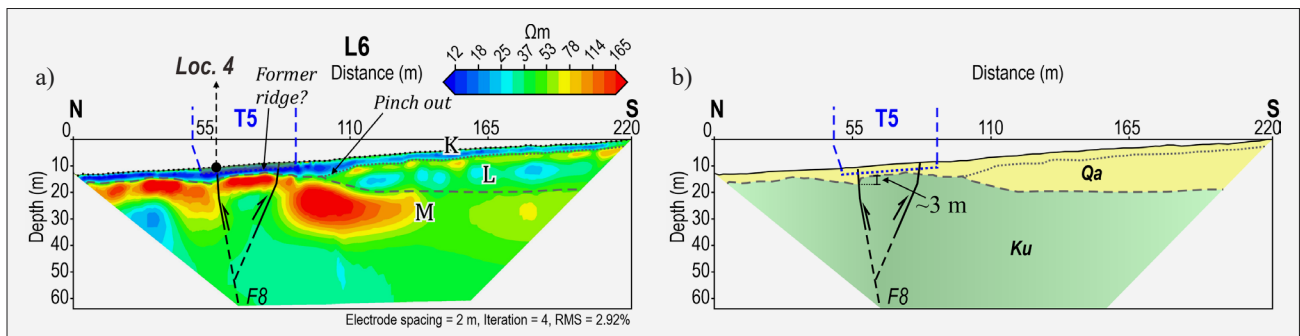 a)
Ωm
12 18 25 37 53 78 114 165
L6
Distance (m)
Loc. 4
Former
ridge?
Pinch out
N
T5
S
0 55 110 165 220
0
10
20
30
40
50
60
Depth (m)
K
L
M
F8
Electrode spacing = 2 m, Iteration = 4, RMS = 2.92%
b)
Distance (m)
N
T5
S
0 55 110 165 220
0
10
20
30
40
50
60
Depth (m)
Qa
~3 m
Ku
F8